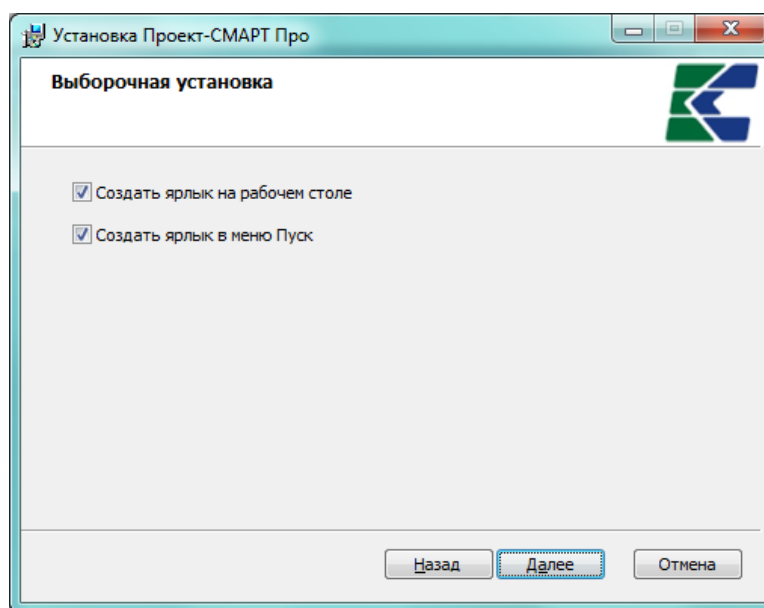 Установка Проект-СМАРТ Про
Выборочная установка
Создать ярлык на рабочем столе
Создать ярлык в меню Пуск
Назад Далее Отмена